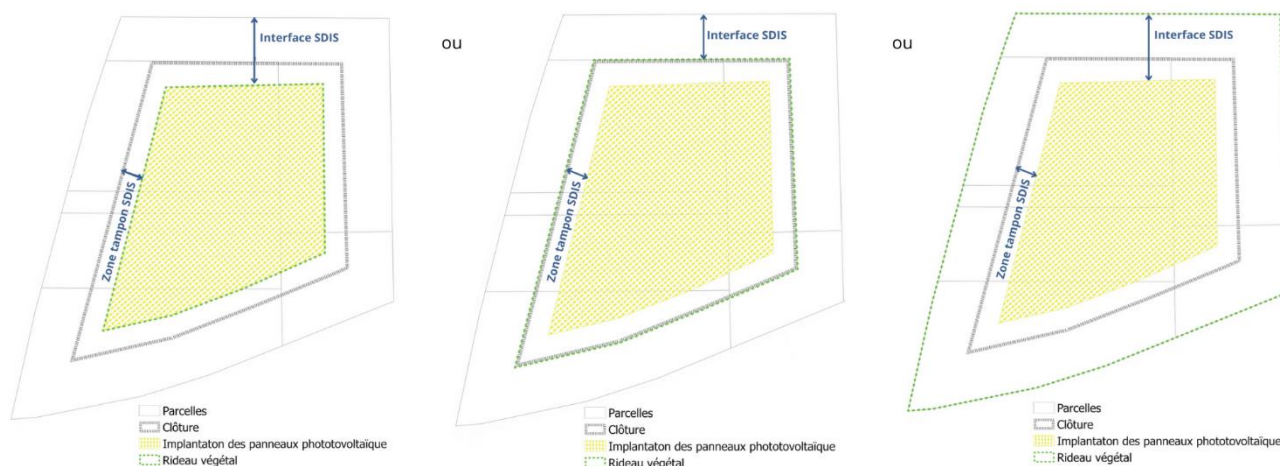 Interface SDIS
Zone tampon SDIS
Parcelles
Clôture
Implantaton des panneaux phototovoltaïque
Rideau végétal
ou
Interface SDIS
Zone tampon SDIS
Parcelles
Clôture
Implantaton des panneaux phototovoltaïque
Rideau végétal
ou
Interface SDIS
Zone tampon SDIS
Parcelles
Clôture
Implantaton des panneaux phototovoltaïque
Rideau végétal